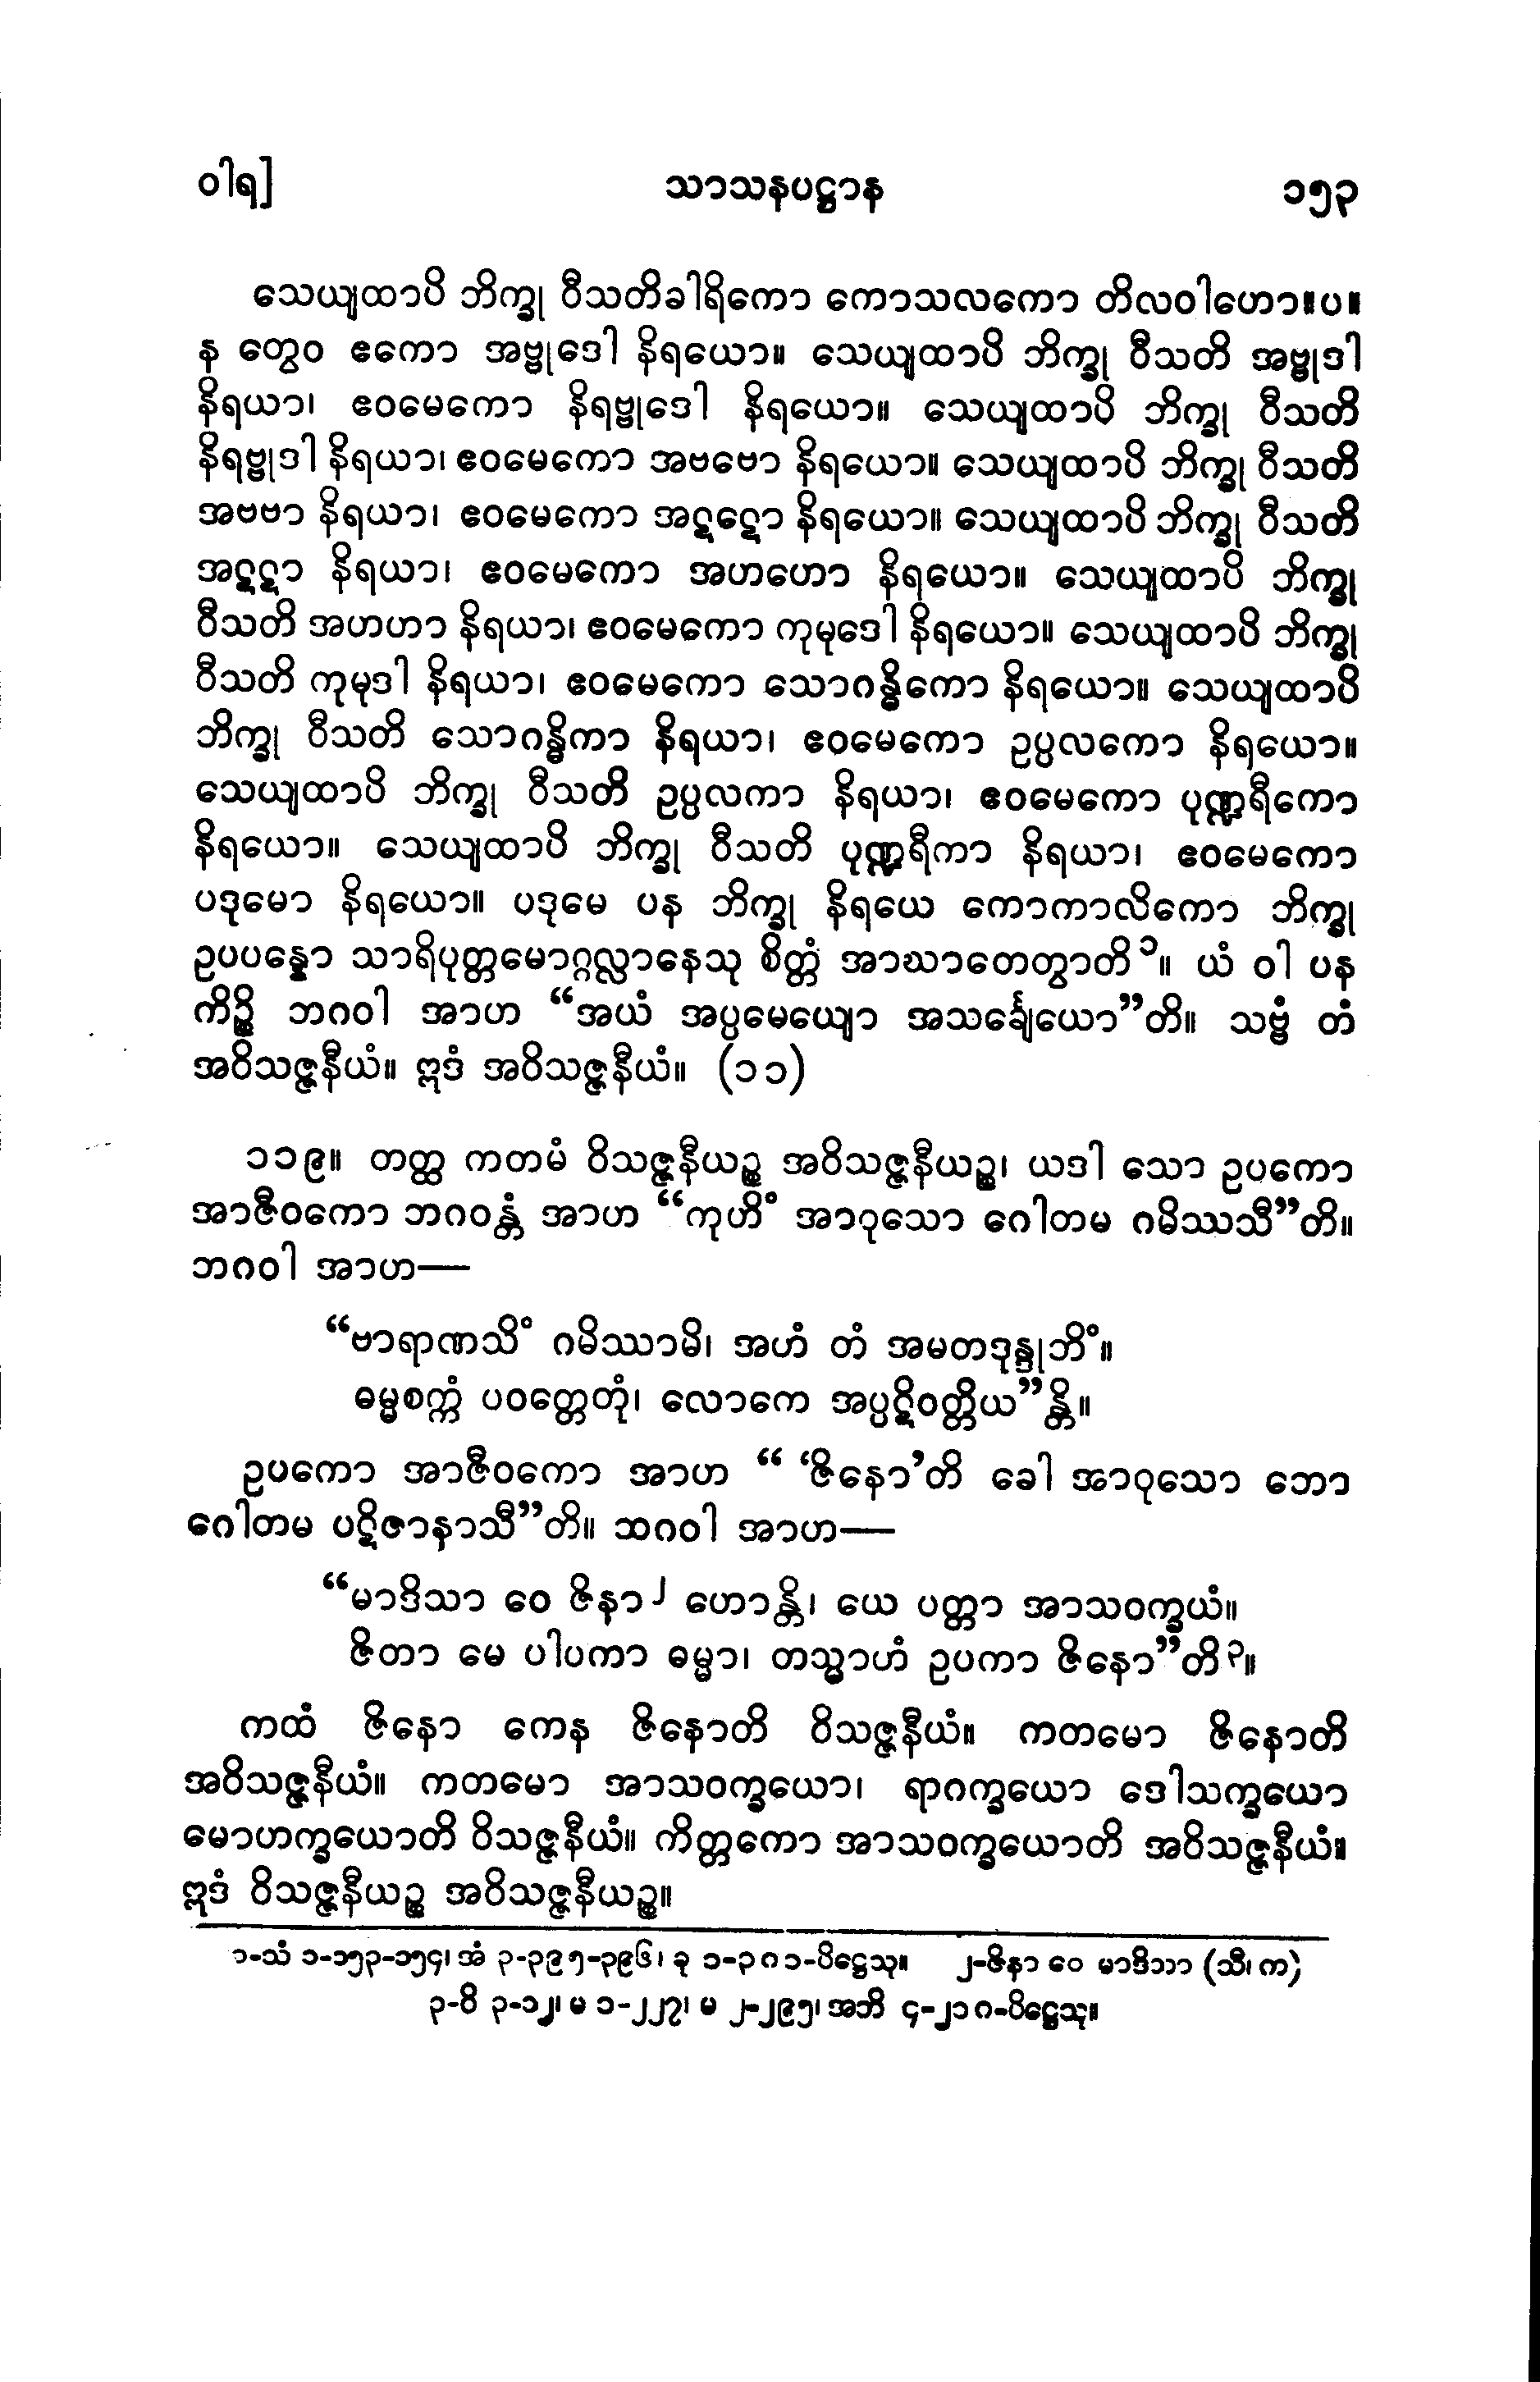 ဝါရ]
သာသနပဋ္ဌာန
၁၅၃
သေယျထာပိ ဘိက္ခု ဝီသတိခါရိကော ကောသလကော တိလဝါဟော။ပ။
န တွေဝ ဧကော အဗ္ဗုဒေါ နိရယော။ သေယျထာပိ ဘိက္ခု ဝီသတိ အဗ္ဗုဒါ
နိရယာ၊ ဧဝမေကော နိရဗ္ဗုဒေါ နိရယော။ သေယျထာပိ ဘိက္ခု ဝီသတိ
နိရဗ္ဗုဒါ နိရယာ၊ ဧဝမေကော အဗဗော နိရယော။ သေယျထာပိ ဘိက္ခု ဝီသတိ
အဗဗာ နိရယာ၊ ဧဝမေကော အဋဋော နိရယော။ သေယျထာပိ ဘိက္ခု ဝီသတိ
အဋဋာ နိရယာ၊ ဧဝမေကော အဟဟော နိရယော။ သေယျထာပိ ဘိက္ခု
ဝီသတိ အဟဟာ နိရယာ၊ ဧဝမေကော ကုမုဒေါ နိရယော။ သေယျထာပိ ဘိက္ခု
ဝီသတိ ကုမုဒါ နိရယာ၊ ဧဝမေကော သောဂန္ဓိကော နိရယော။ သေယျထာပိ
ဘိက္ခု ဝီသတိ သောဂန္ဓိကာ နိရယာ၊ ဧဝမေကော ဥပ္ပလကော နိရယော။
သေယျထာပိ ဘိက္ခု ဝီသတိ ဥပ္ပလကာ နိရယာ၊ ဧဝမေကော ပုဏ္ဍရီကော
နိရယော။ သေယျထာပိ ဘိက္ခု ဝီသတိ ပုဏ္ဍရီကာ နိရယာ၊ ဧဝမေကော
ပဒုမော နိရယော။ ပဒုမေ ပန ဘိက္ခု နိရယေ ကောကာလိကော ဘိက္ခု
ဥပပန္နော သာရိပုတ္တမောဂ္ဂလ္လာနေသု စိတ္တံ အာဃာတေတွာတိ၁။ ယံ ဝါ ပန
ကိဉ္စိ ဘဂဝါ အာဟ “အယံ အပ္ပမေယျော အသင်္ချေယော”တိ။ သဗ္ဗံ တံ
အဝိသဇ္ဇနီယံ။ ဣဒံ အဝိသဇ္ဇနီယံ။ (၁၁)
၁၁၉။ တတ္ထ ကတမံ ဝိသဇ္ဇနီယဉ္စ အဝိသဇ္ဇနီယဉ္စ၊ ယဒါ သော ဥပကော
အာဇီဝကော ဘဂဝန္တံ အာဟ “ကုဟိံ အာဝုသော ဂေါတမ ဂမိဿသီ”တိ။
ဘဂဝါ အာဟ—
“ဗာရာဏသိံ ဂမိဿာမိ၊ အဟံ တံ အမတဒုန္ဒုဘိံ။
ဓမ္မစက္ကံ ပဝတ္တေတုံ၊ လောကေ အပ္ပဋိဝတ္တိယ”န္တိ။
ဥပကော အာဇီဝကော အာဟ “ ‘ဇိနော’တိ ခေါ အာဝုသော ဘော
ဂေါတမ ပဋိဇာနာသီ”တိ။ ဘဂဝါ အာဟ—
“မာဒိသာ ဝေ ဇိနာ၂ ဟောန္တိ၊ ယေ ပတ္တာ အာသဝက္ခယံ။
ဇိတာ မေ ပါပကာ ဓမ္မာ၊ တသ္မာဟံ ဥပကာ ဇိနော”တိ၃။
ကထံ ဇိနော ကေန ဇိနောတိ ဝိသဇ္ဇနီယံ။ ကတမော ဇိနောတိ
အဝိသဇ္ဇနီယံ။ ကတမော အာသဝက္ခယော၊ ရာဂက္ခယော ဒေါသက္ခယော
မောဟက္ခယောတိ ဝိသဇ္ဇနီယံ။ ကိတ္တကော အာသဝက္ခယောတိ အဝိသဇ္ဇနီယံ။
ဣဒံ ဝိသဇ္ဇနီယဉ္စ အဝိသဇ္ဇနီယဉ္စ။
၁-သံ ၁-၁၅၃-၁၅၄၊ အံ ၃-၃၉၅-၃၉၆၊ ခု ၁-၃၈၁-ပိဋ္ဌေသု။ ၂-ဇိနာ ဝေ မာဒိသာ (သီ၊ က)
၃-ဝိ ၃-၁၂၊ မ ၁-၂၂၇၊ မ ၂-၂၉၅၊ အဘိ ၄-၂၁၈-ပိဋ္ဌေသု။